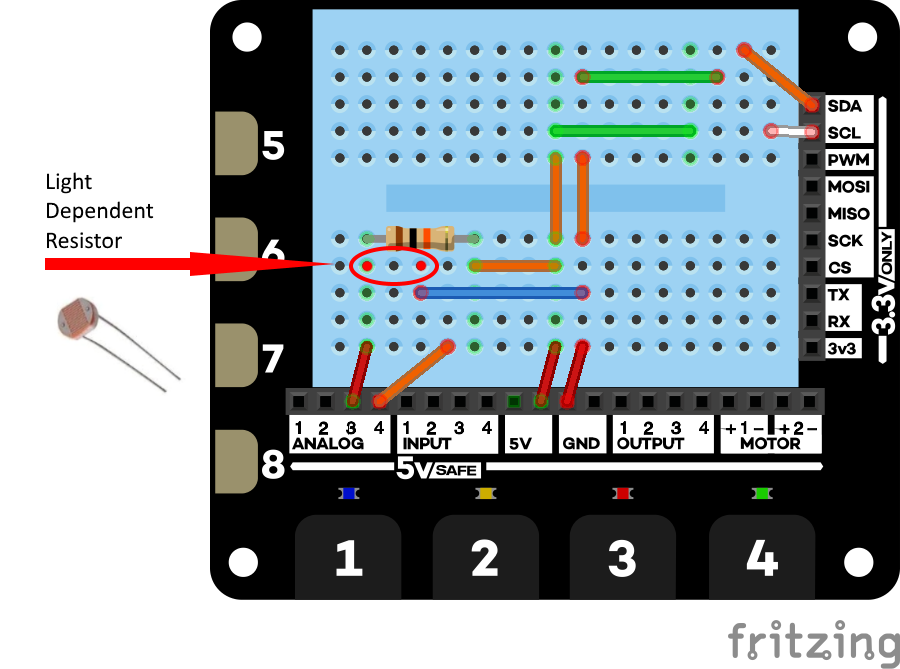 Light
Dependent
Resistor
5
6
7
8
SDA
SCL
PWM
MOSI
MISO
SCK
CS
TX
RX
3v3
3.3v/ONLY
1 2 3 4 1 2 3 4 1 2 3 4 +1- +2-
ANALOG INPUT 5V GND OUTPUT MOTOR
5v/SAFE
1 2 3 4
fritzing